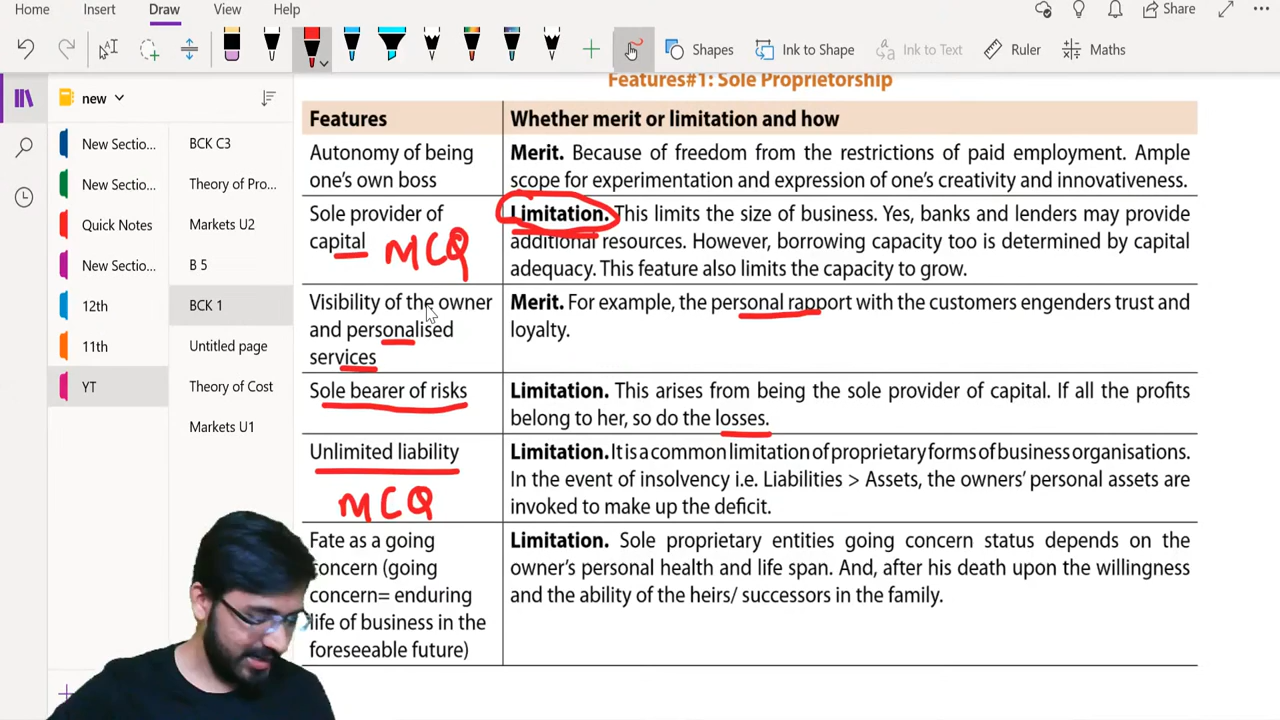 Home Insert Draw View Help Share
Shapes Ink to Shape Ink to Text Ruler Maths
new
New Sectio...
New Sectio...
Quick Notes
New Sectio...
12th
11th
YT
BCK C3
Theory of Pro...
Markets U2
B 5
BCK 1
Untitled page
Theory of Cost
Markets U1
Features#1: Sole Proprietorship
Features Whether merit or limitation and how
Autonomy of being
one's own boss
Merit. Because of freedom from the restrictions of paid employment. Ample
scope for experimentation and expression of one's creativity and innovativeness.
Sole provider of
capital MCQ
Limitation. This limits the size of business. Yes, banks and lenders may provide
additional resources. However, borrowing capacity too is determined by capital
adequacy. This feature also limits the capacity to grow.
Visibility of the owner
and personalised
services
Merit. For example, the personal rapport with the customers engenders trust and
loyalty.
Sole bearer of risks
Limitation. This arises from being the sole provider of capital. If all the profits
belong to her, so do the losses.
Unlimited liability
MCQ
Limitation. It is a common limitation of proprietary forms of business organisations.
In the event of insolvency i.e. Liabilities > Assets, the owners' personal assets are
invoked to make up the deficit.
Fate as a going
concern (going
concern= enduring
life of business in the
foreseeable future)
Limitation. Sole proprietary entities going concern status depends on the
owner's personal health and life span. And, after his death upon the willingness
and the ability of the heirs/ successors in the family.